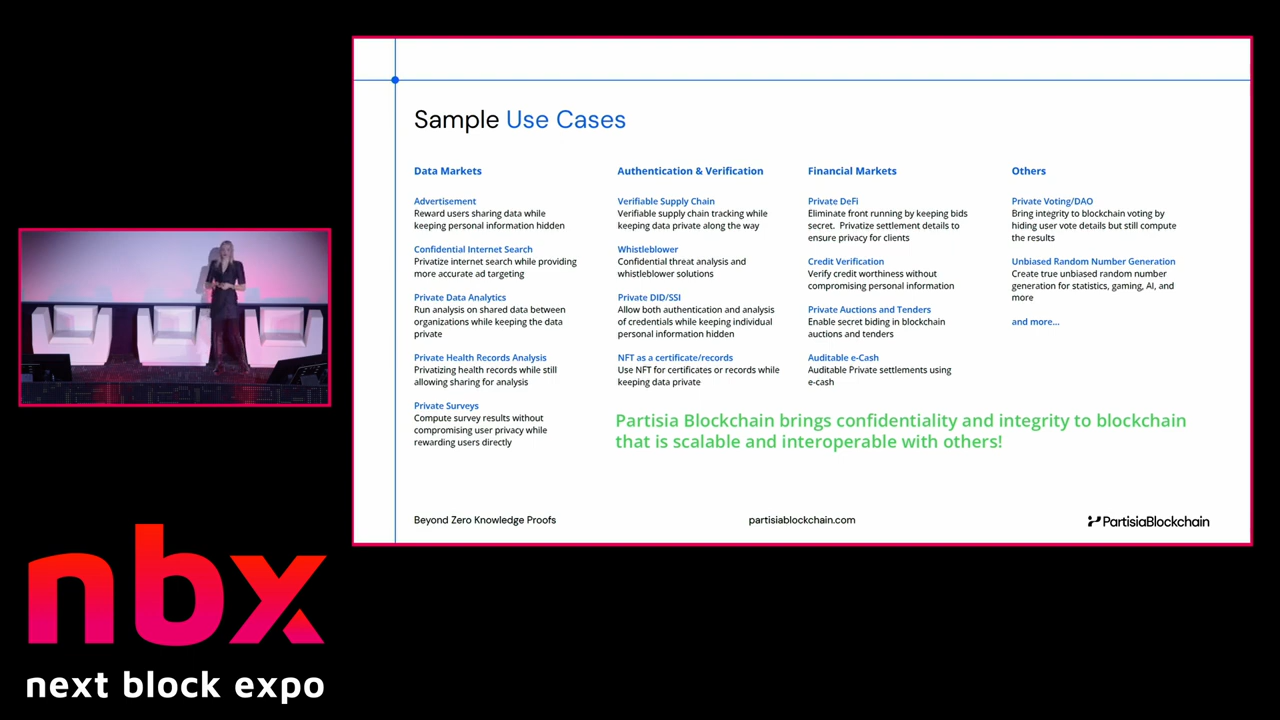 Sample Use Cases
Data Markets
Advertisement
Reward users sharing data while
keeping personal information hidden
Confidential Internet Search
Privatize internet search while providing
more accurate ad targeting
Private Data Analytics
Run analysis on shared data between
organizations while keeping the data
private
Private Health Records Analysis
Privatizing health records while still
allowing sharing for analysis
Private Surveys
Compute survey results without
compromising user privacy while
rewarding users directly
Authentication & Verification
Verifiable Supply Chain
Verifiable supply chain tracking while
keeping data private along the way
Whistleblower
Confidential threat analysis and
whistleblower solutions
Private DID/SSI
Allow both authentication and analysis
of credentials while keeping individual
personal information hidden
NFT as a certificate/records
Use NFT for certificates or records while
keeping data private
Financial Markets
Private DeFi
Eliminate front running by keeping bids
secret. Privatize settlement details to
ensure privacy for clients
Credit Verification
Verify credit worthiness without
compromising personal information
Private Auctions and Tenders
Enable secret biding in blockchain
auctions and tenders
Auditable e-Cash
Auditable Private settlements using
e-cash
Others
Private Voting/DAO
Bring integrity to blockchain voting by
hiding user vote details but still compute
the results
Unbiased Random Number Generation
Create true unbiased random number
generation for statistics, gaming, AI, and
more
and more...
Partisia Blockchain brings confidentiality and integrity to blockchain
that is scalable and interoperable with others!
Beyond Zero Knowledge Proofs
partisiablockchain.com
PartisiaBlockchain
nbx
next block expo